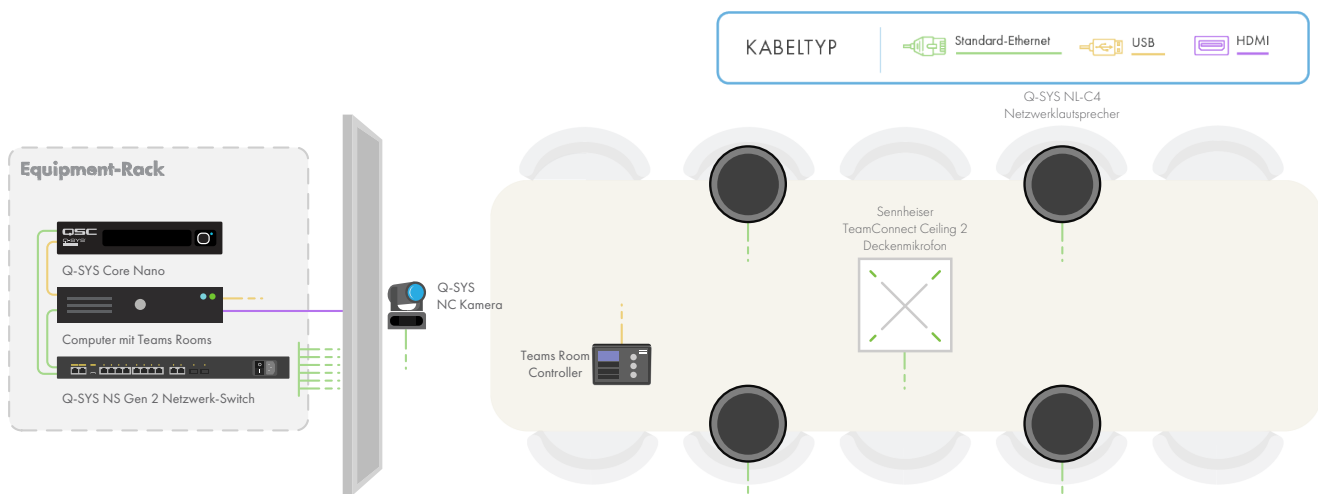 KABELTYP
Standard-Ethernet
USB
HDMI
Q-SYS NL-C4
Netzwerklautsprecher
Equipment-Rack
QSC
Q-SYS
Q-SYS Core Nano
Computer mit Teams Rooms
Q-SYS NS Gen 2 Netzwerk-Switch
Q-SYS
NC Kamera
Teams Room
Controller
Sennheiser
TeamConnect Ceiling 2
Deckenmikrofon